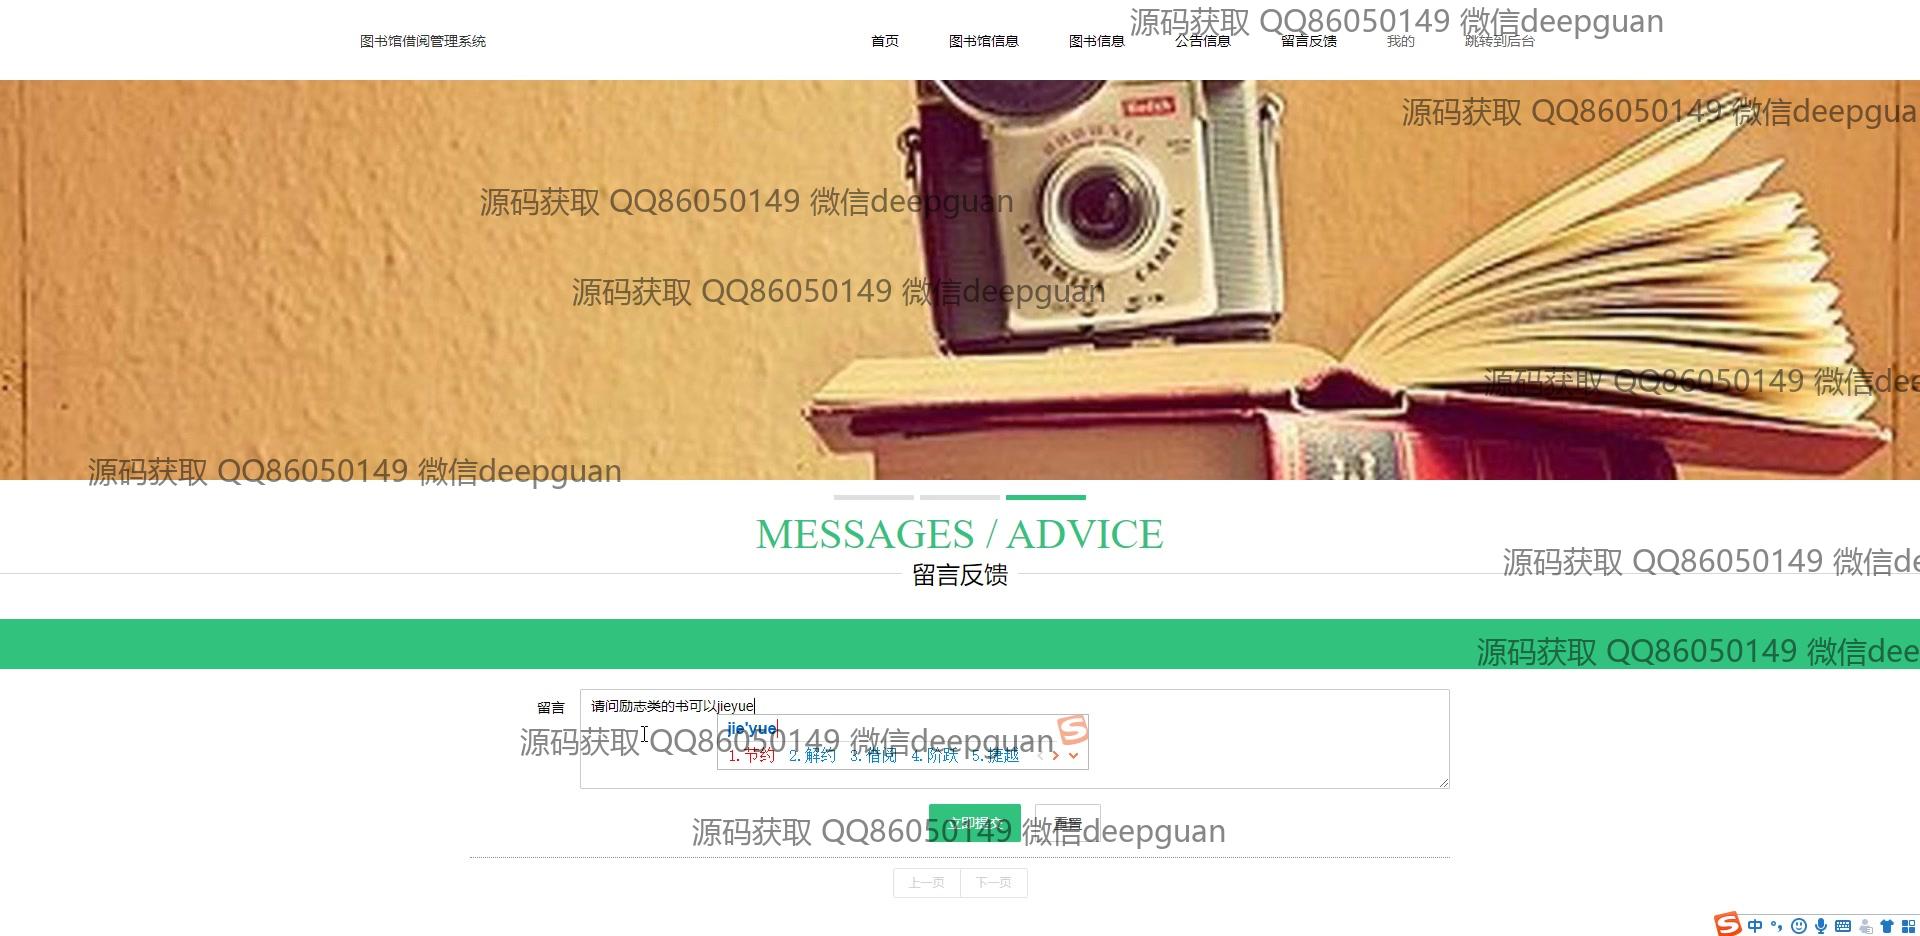 源码获取 QQ86050149 微信deepguan
图书馆借阅管理系统
首页
图书馆信息
图书信息
公告信息
留言反馈
我的
跳转到后台
Kodak
源码获取 QQ86050149 微信deepgua
BROWNIE
STARMITE CAMERA
源码获取 QQ86050149 微信deepguan
源码获取 QQ86050149 微信deepguan
源码获取 QQ86050149 微信dee
源码获取 QQ86050149 微信deepguan
MESSAGES / ADVICE
留言反馈
源码获取 QQ86050149 微信de
源码获取 QQ86050149 微信dee
留言
请问励志类的书可以jieyue
jie'yue
源码获取 QQ86050149 微信deepguan
1.节约 2.解约 3.借阅 4.阶跃 5.捷越
立即提交
重置
源码获取 QQ86050149 微信deepguan
上一页
下一页
中